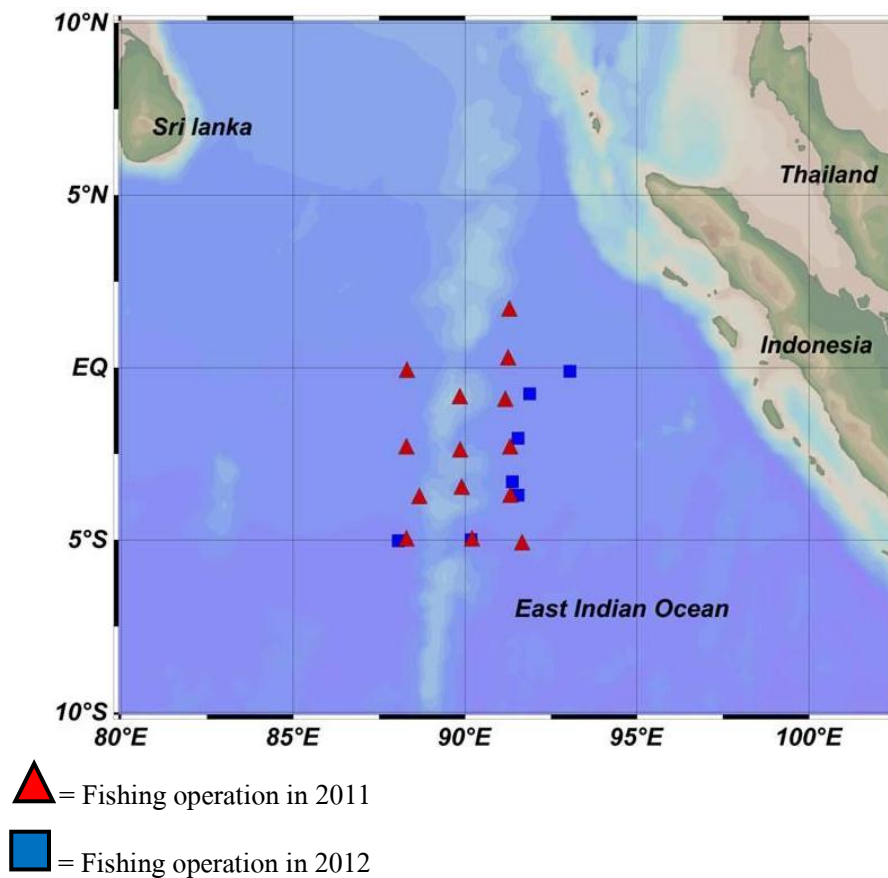 10°N
Sri lanka
Thailand
5°N
Indonesia
EQ
5°S
East Indian Ocean
10°S
80°E 85°E 90°E 95°E 100°E
= Fishing operation in 2011
= Fishing operation in 2012